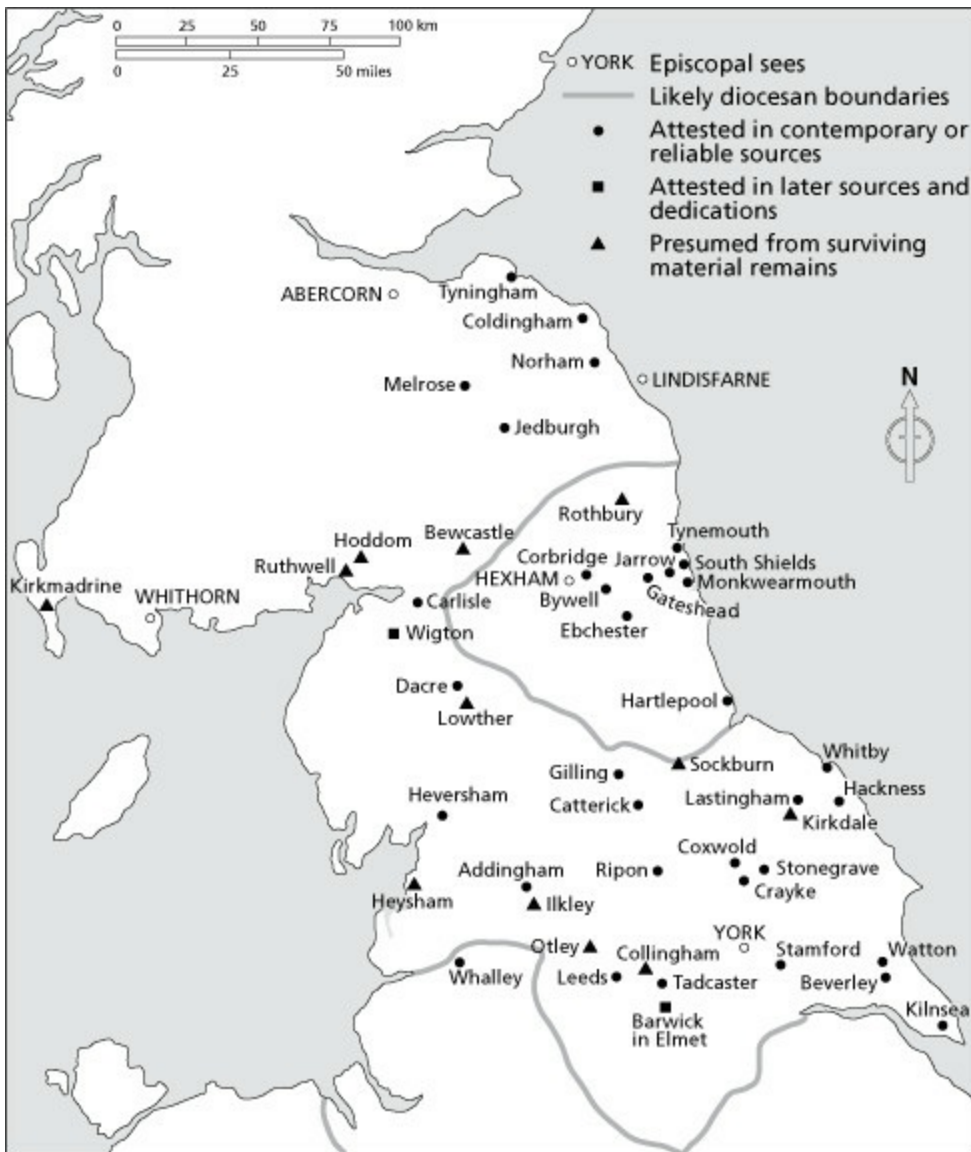 0 25 50 75 100 km
0 25 50 miles
YORK Episcopal sees
Likely diocesan boundaries
Attested in contemporary or
reliable sources
Attested in later sources and
dedications
Presumed from surviving
material remains
ABERCORN
Tyningham
Coldingham
Norham
Melrose
LINDISFARNE
N
Jedburgh
Rothbury
Tynemouth
Hoddom
Bewcastle
Corbridge
Jarrow
South Shields
Ruthwell
HEXHAM
Monkwearmouth
Kirkmadrine
WHITHORN
Carlisle
Bywell
Gateshead
Wigton
Ebchester
Dacre
Lowther
Hartlepool
Whitby
Gilling
Sockburn
Hackness
Heversham
Catterick
Lastingham
Kirkdale
Coxwold
Addingham
Ripon
Stonegrave
Crayke
Heysham
Ilkley
YORK
Otley
Collingham
Stamford
Watton
Whalley
Leeds
Tadcaster
Beverley
Kilnsea
Barwick
in Elmet